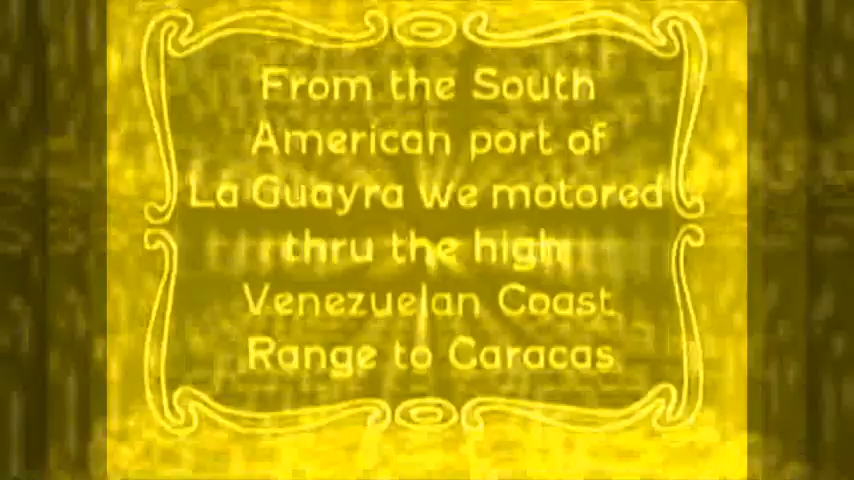 From the South
American port of
La Guayra we motored
thru the high
Venezuelan Coast
Range to Caracas